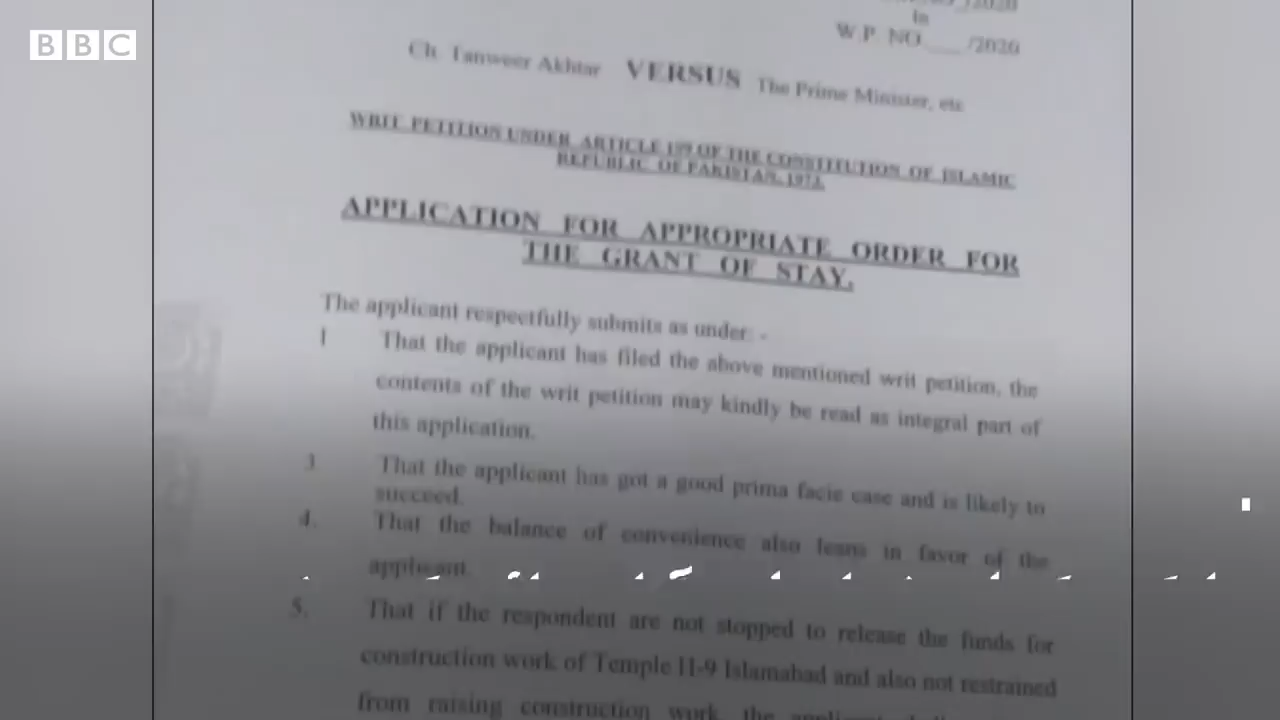 BBC
/2020
In
W.P. NO.____/2020
Ch. Tanweer Akhtar VERSUS The Prime Minister, etc
WRIT PETITION UNDER ARTICLE 199 OF THE CONSTITUTION OF ISLAMIC
REPUBLIC OF PAKISTAN, 1973.
APPLICATION FOR APPROPRIATE ORDER FOR
THE GRANT OF STAY.
The applicant respectfully submits as under: -
1 That the applicant has filed the above mentioned writ petition, the
contents of the writ petition may kindly be read as integral part of
this application.
3 That the applicant has got a good prima facie case and is likely to
succeed.
4. That the balance of convenience also leans in favor of the
applicant.
5. That if the respondent are not stopped to release the funds for
construction work of Temple H-9 Islamabad and also not restrained
from raising construction work, the